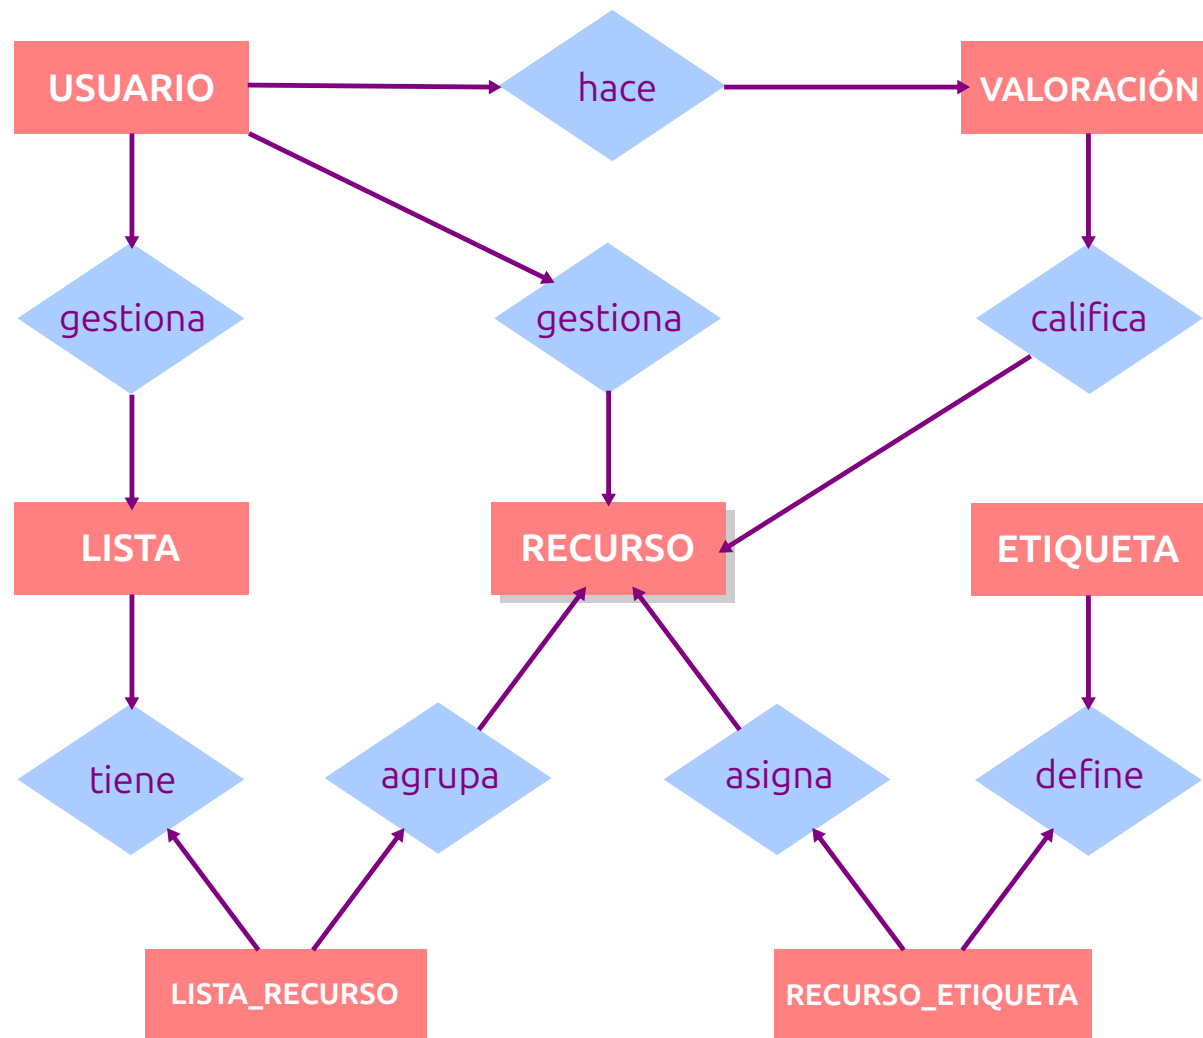 USUARIO
hace
VALORACIÓN
gestiona
gestiona
califica
LISTA
RECURSO
ETIQUETA
tiene
agrupa
asigna
define
LISTA_RECURSO
RECURSO_ETIQUETA